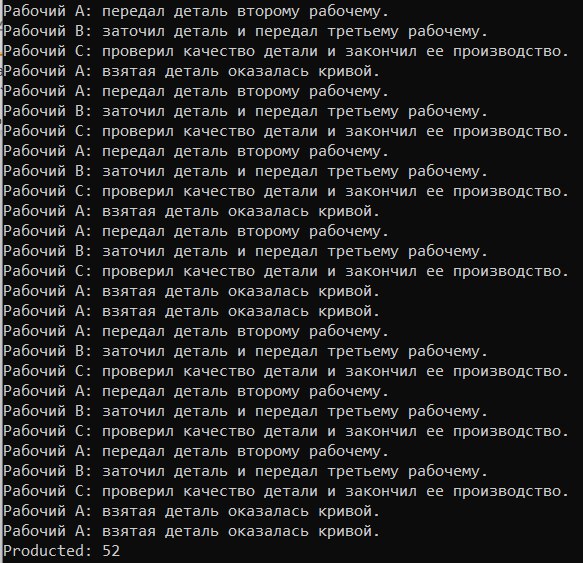 Рабочий A: передал деталь второму рабочему.
Рабочий B: заточил деталь и передал третьему рабочему.
Рабочий C: проверил качество детали и закончил ее производство.
Рабочий A: взятая деталь оказалась кривой.
Рабочий A: передал деталь второму рабочему.
Рабочий B: заточил деталь и передал третьему рабочему.
Рабочий C: проверил качество детали и закончил ее производство.
Рабочий A: передал деталь второму рабочему.
Рабочий B: заточил деталь и передал третьему рабочему.
Рабочий C: проверил качество детали и закончил ее производство.
Рабочий A: взятая деталь оказалась кривой.
Рабочий A: передал деталь второму рабочему.
Рабочий B: заточил деталь и передал третьему рабочему.
Рабочий C: проверил качество детали и закончил ее производство.
Рабочий A: взятая деталь оказалась кривой.
Рабочий A: взятая деталь оказалась кривой.
Рабочий A: передал деталь второму рабочему.
Рабочий B: заточил деталь и передал третьему рабочему.
Рабочий C: проверил качество детали и закончил ее производство.
Рабочий A: передал деталь второму рабочему.
Рабочий B: заточил деталь и передал третьему рабочему.
Рабочий C: проверил качество детали и закончил ее производство.
Рабочий A: передал деталь второму рабочему.
Рабочий B: заточил деталь и передал третьему рабочему.
Рабочий C: проверил качество детали и закончил ее производство.
Рабочий A: взятая деталь оказалась кривой.
Рабочий A: взятая деталь оказалась кривой.
Producted: 52